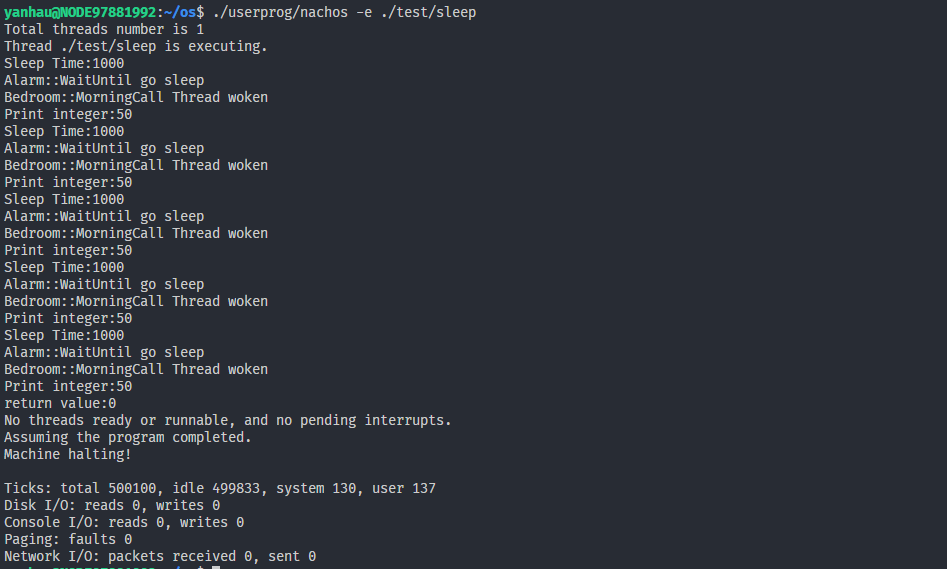 yanhau@NODE97881992:~/os$ ./userprog/nachos -e ./test/sleep
Total threads number is 1
Thread ./test/sleep is executing.
Sleep Time:1000
Alarm::WaitUntil go sleep
Bedroom::MorningCall Thread woken
Print integer:50
Sleep Time:1000
Alarm::WaitUntil go sleep
Bedroom::MorningCall Thread woken
Print integer:50
Sleep Time:1000
Alarm::WaitUntil go sleep
Bedroom::MorningCall Thread woken
Print integer:50
Sleep Time:1000
Alarm::WaitUntil go sleep
Bedroom::MorningCall Thread woken
Print integer:50
Sleep Time:1000
Alarm::WaitUntil go sleep
Bedroom::MorningCall Thread woken
Print integer:50
return value:0
No threads ready or runnable, and no pending interrupts.
Assuming the program completed.
Machine halting!

Ticks: total 500100, idle 499833, system 130, user 137
Disk I/O: reads 0, writes 0
Console I/O: reads 0, writes 0
Paging: faults 0
Network I/O: packets received 0, sent 0